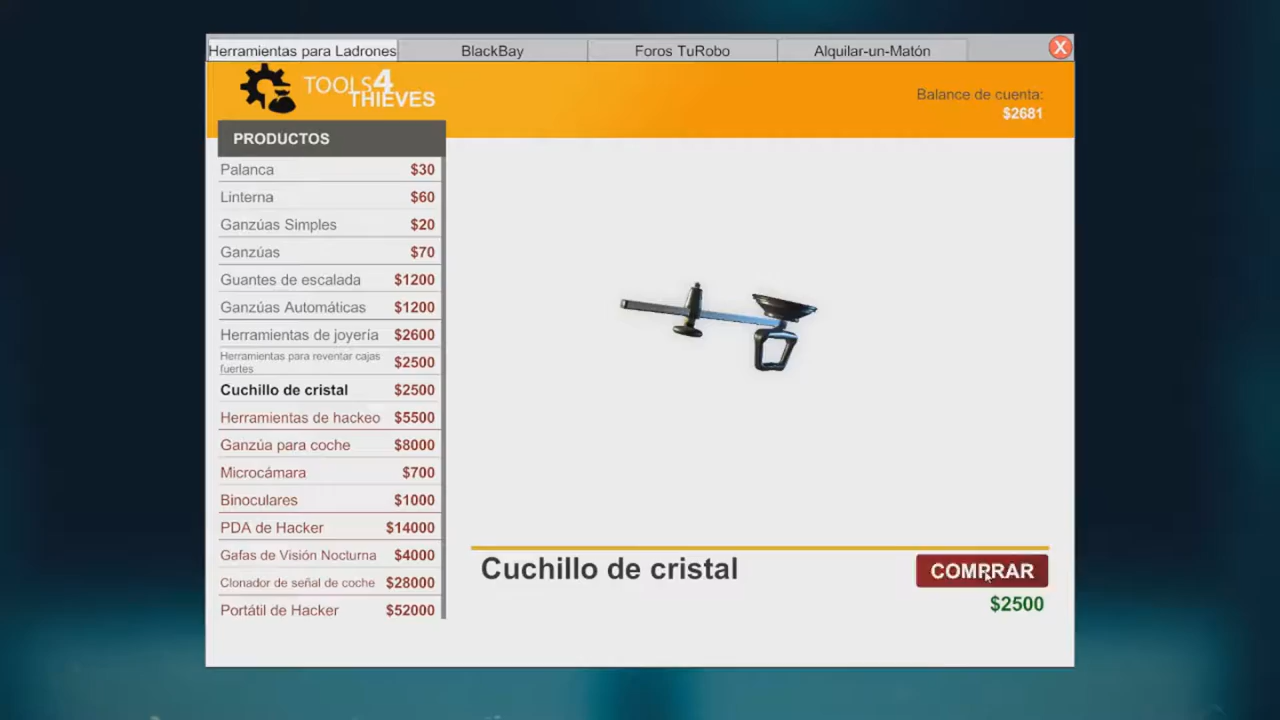 Herramientas para Ladrones
BlackBay
Foros TuRobo
Alquilar-un-Matón
X
TOOLS4
THIEVES
Balance de cuenta:
$2681
PRODUCTOS
Palanca $30
Linterna $60
Ganzúas Simples $20
Ganzúas $70
Guantes de escalada $1200
Ganzúas Automáticas $1200
Herramientas de joyería $2600
Herramientas para reventar cajas
fuertes $2500
Cuchillo de cristal $2500
Herramientas de hackeo $5500
Ganzúa para coche $8000
Microcámara $700
Binoculares $1000
PDA de Hacker $14000
Gafas de Visión Nocturna $4000
Clonador de señal de coche $28000
Portátil de Hacker $52000
Cuchillo de cristal
COMPRAR
$2500